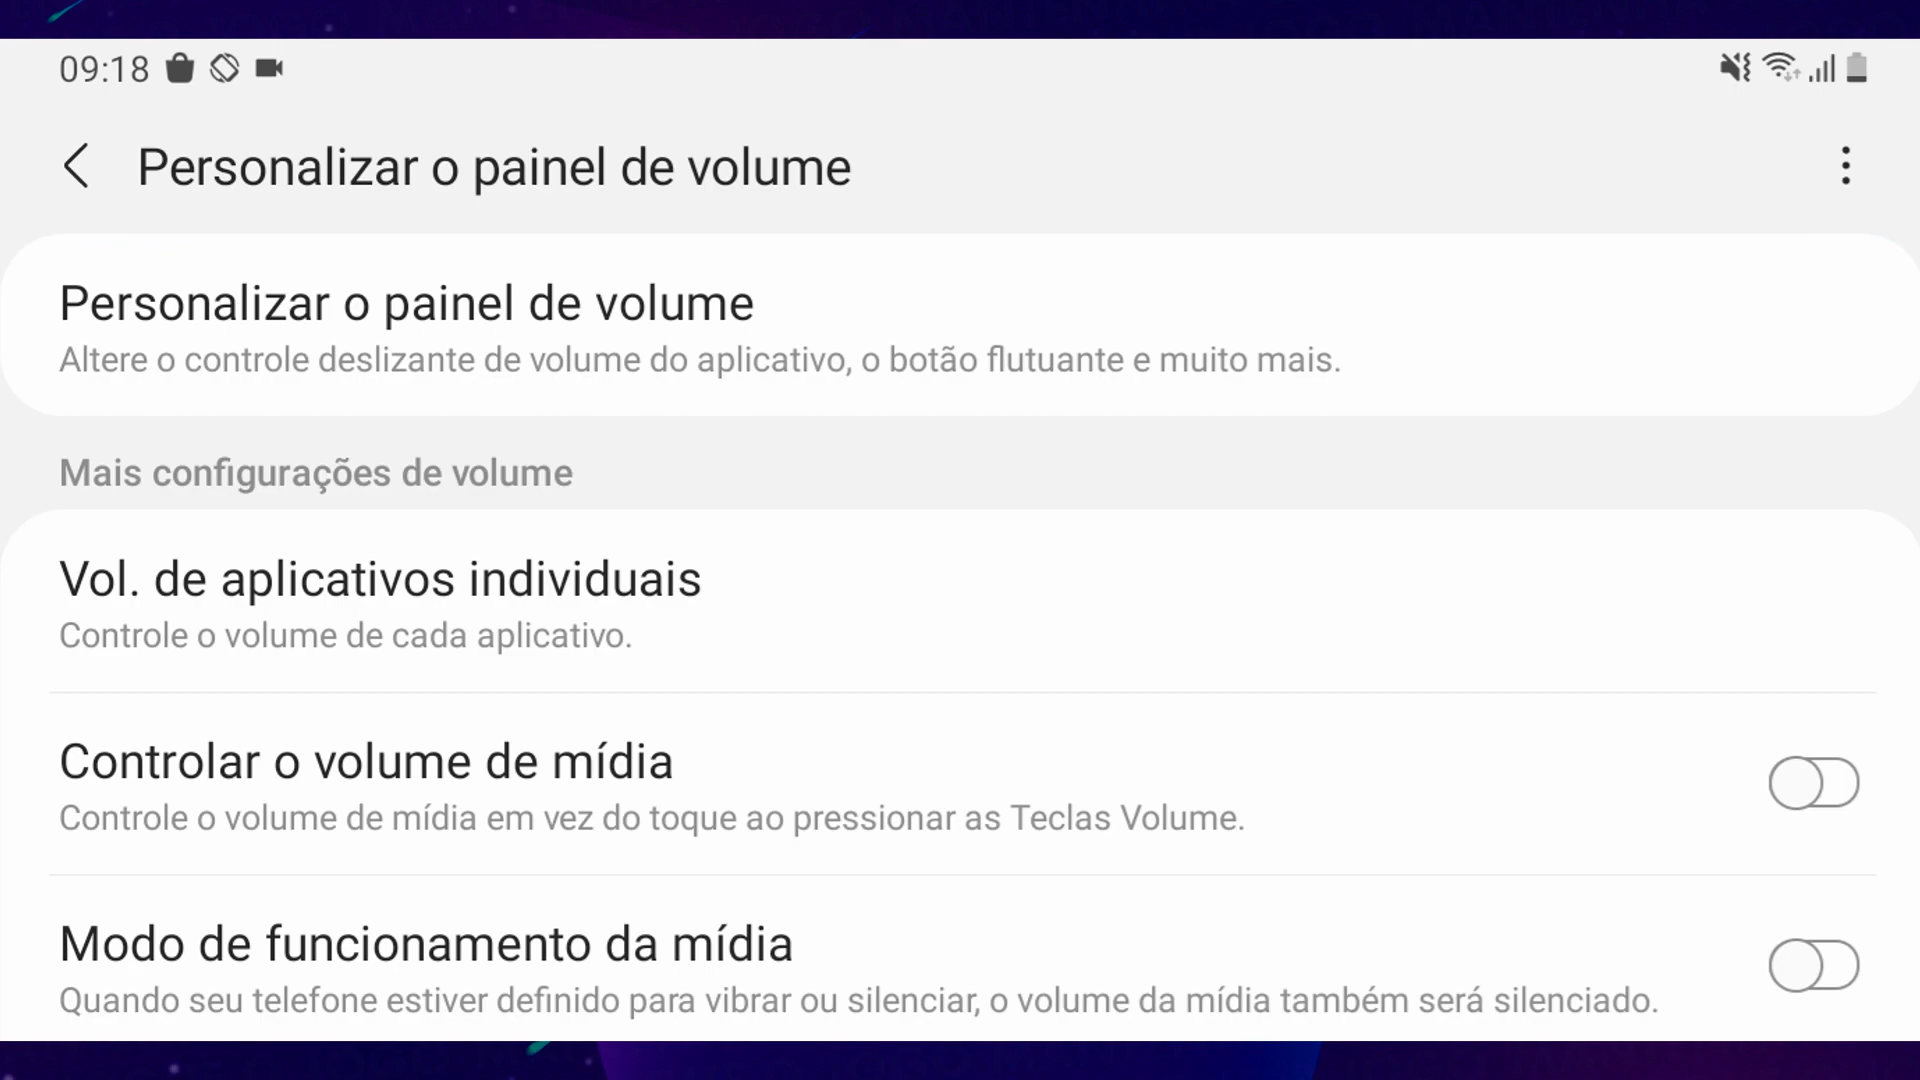 09:18
Personalizar o painel de volume
Personalizar o painel de volume
Altere o controle deslizante de volume do aplicativo, o botão flutuante e muito mais.
Mais configurações de volume
Vol. de aplicativos individuais
Controle o volume de cada aplicativo.
Controlar o volume de mídia
Controle o volume de mídia em vez do toque ao pressionar as Teclas Volume.
Modo de funcionamento da mídia
Quando seu telefone estiver definido para vibrar ou silenciar, o volume da mídia também será silenciado.